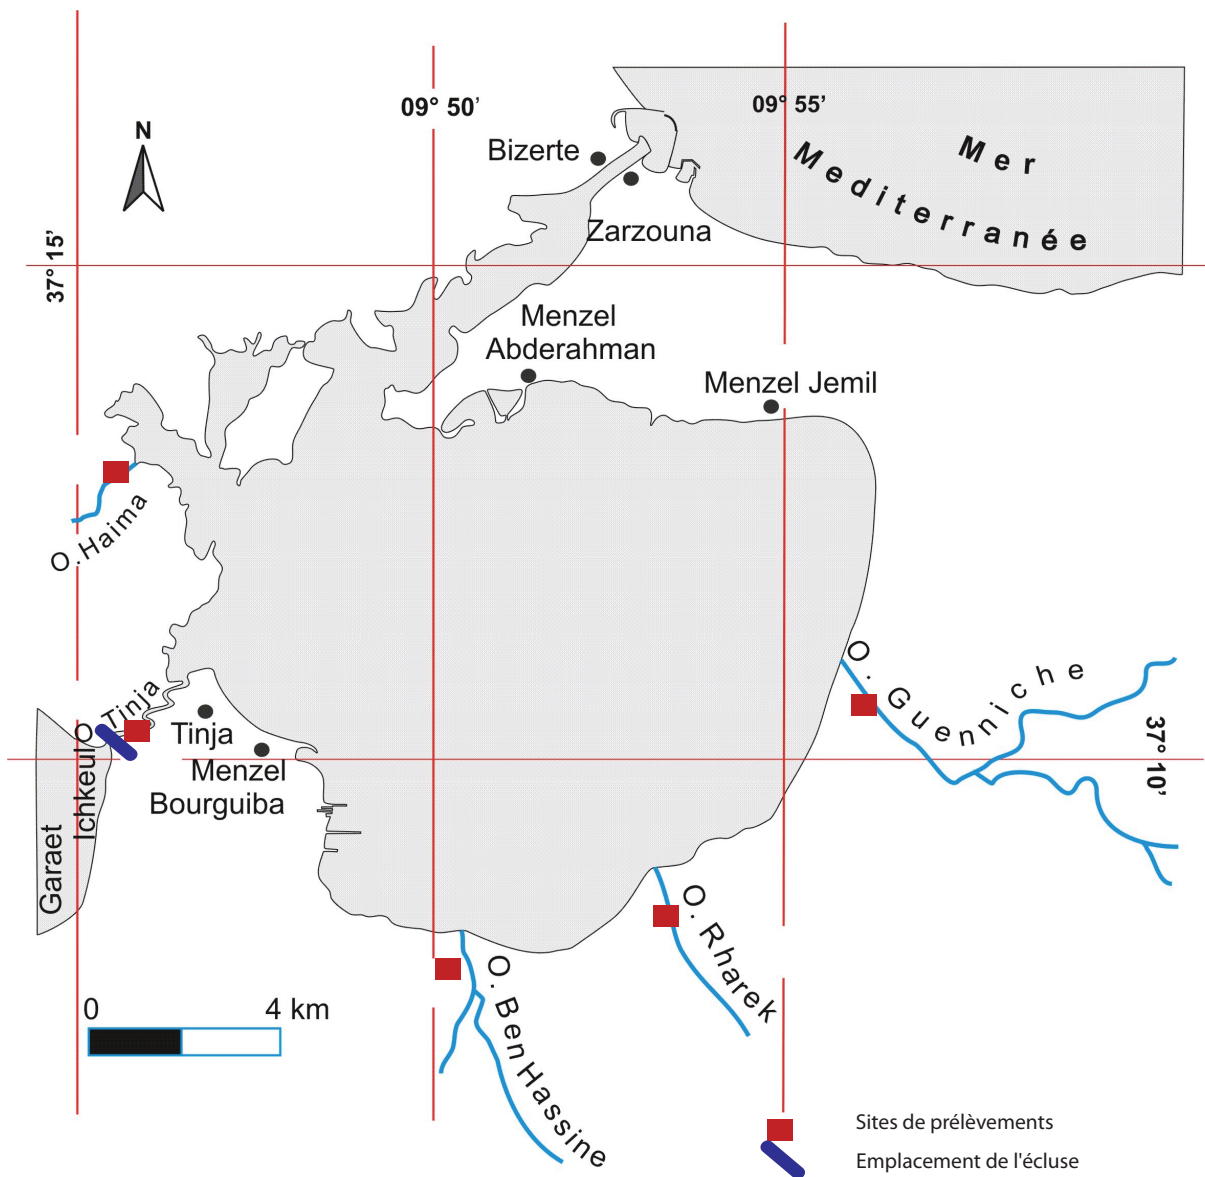 N
09° 50'
09° 55'
Bizerte
Zarzouna
Mer
Mediterranée
37° 15'
Menzel
Abderahman
Menzel Jemil
O. Haima
O. Guenniche
O. Tinja
Tinja
Menzel
Bourguiba
Garaet
Ichkeul
37° 10'
O. Rharek
O. Ben Hassine
0 4 km
Sites de prélèvements
Emplacement de l'écluse